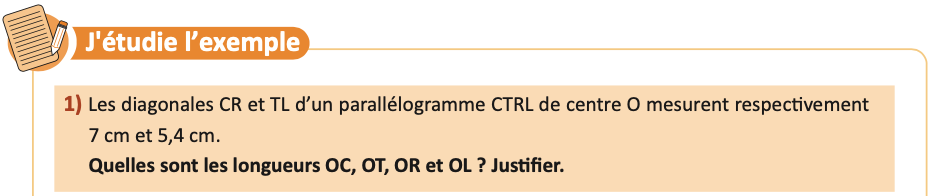 J'étudie l'exemple
1) Les diagonales CR et TL d'un parallélogramme CTRL de centre O mesurent respectivement
7 cm et 5,4 cm.
Quelles sont les longueurs OC, OT, OR et OL ? Justifier.